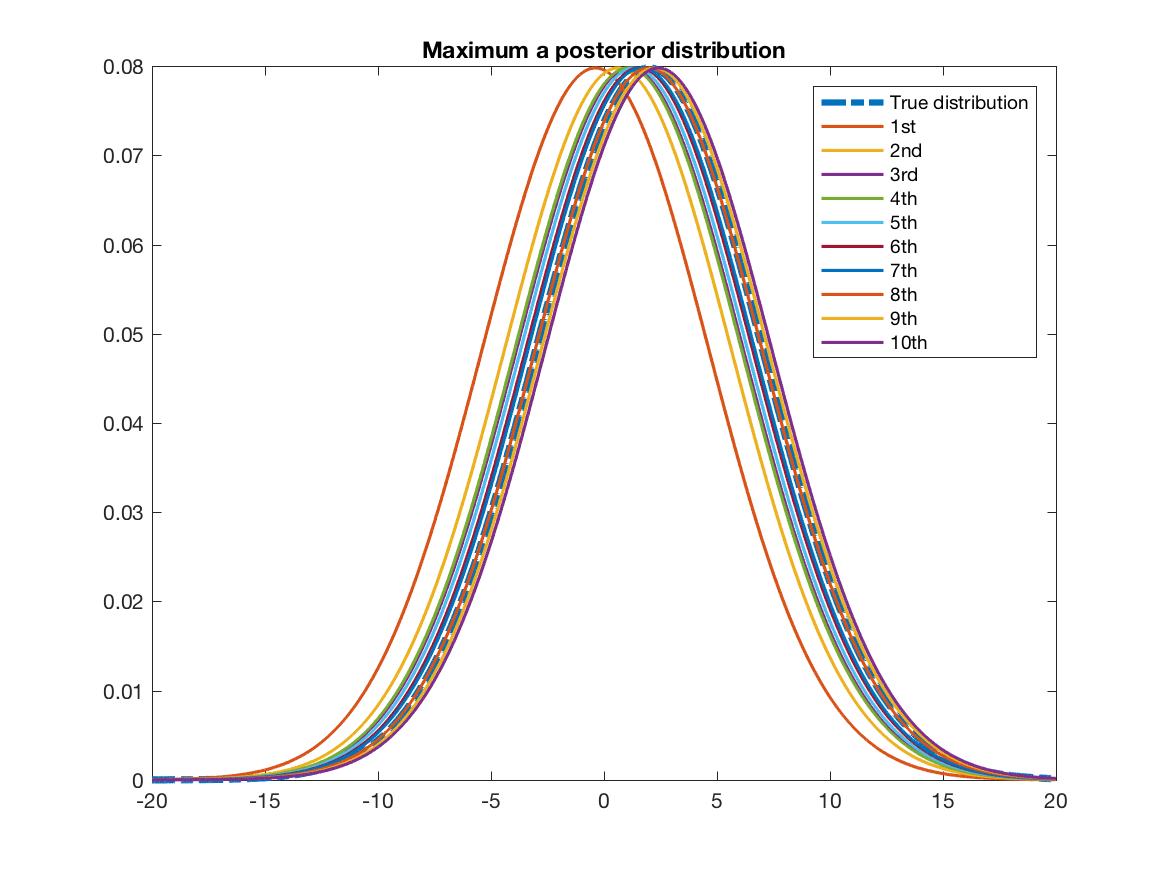 Maximum a posterior distribution
0.08
0.07
0.06
0.05
0.04
0.03
0.02
0.01
0
-20 -15 -10 -5 0 5 10 15 20
True distribution
1st
2nd
3rd
4th
5th
6th
7th
8th
9th
10th